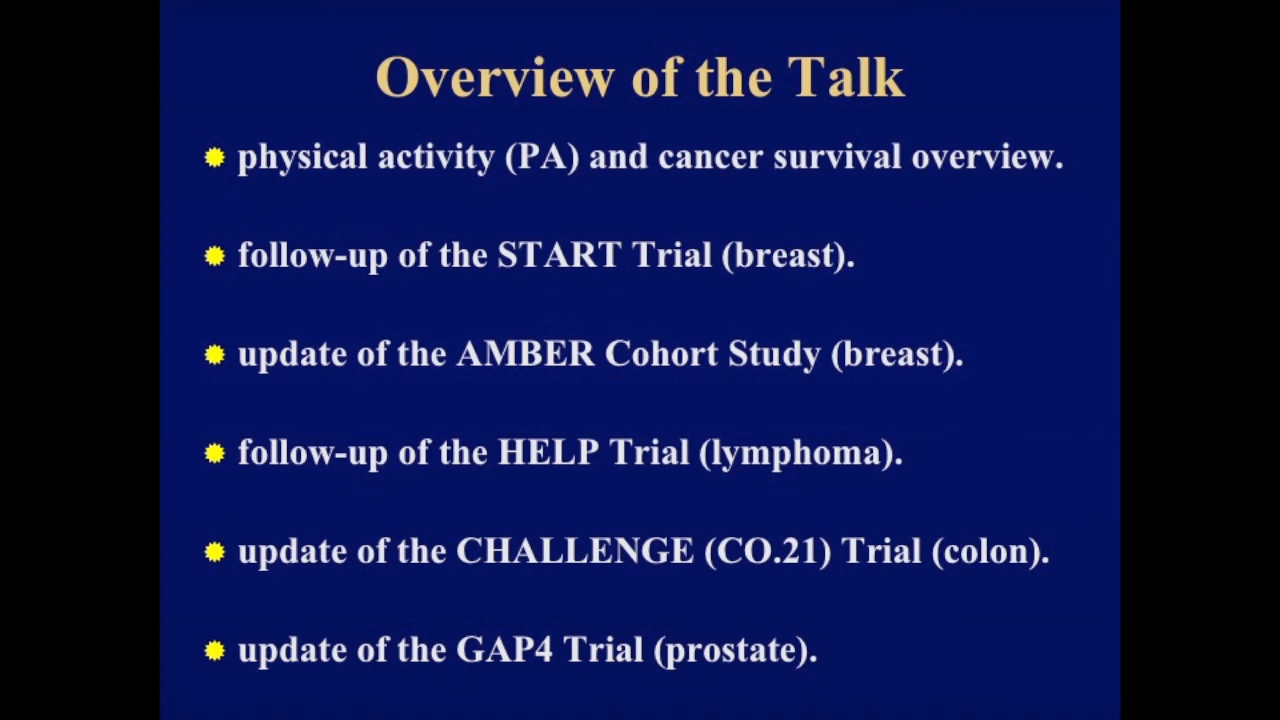 Overview of the Talk
physical activity (PA) and cancer survival overview.
follow-up of the START Trial (breast).
update of the AMBER Cohort Study (breast).
follow-up of the HELP Trial (lymphoma).
update of the CHALLENGE (CO.21) Trial (colon).
update of the GAP4 Trial (prostate).